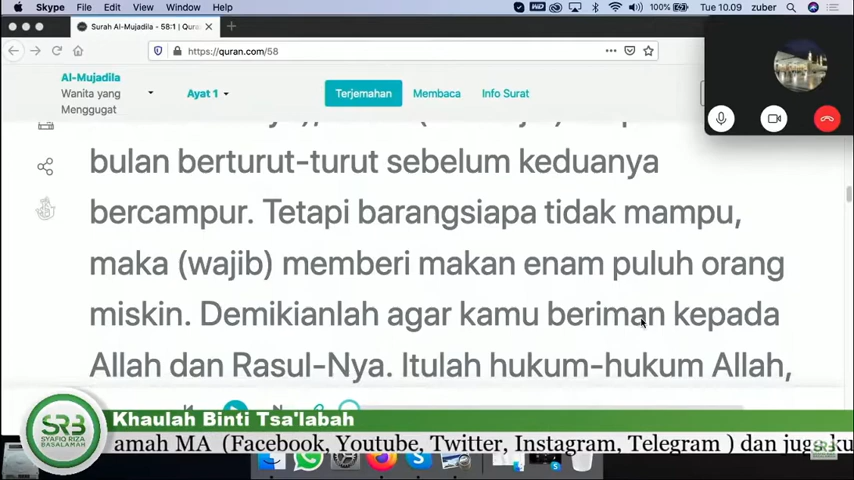 Skype File Edit View Window Help
100% Tue 10.09 zuber
Surah Al-Mujadila - 58:1 | Qura
https://quran.com/58
Al-Mujadila
Wanita yang
Menggugat
Ayat 1
Terjemahan
Membaca
Info Surat
bulan berturut-turut sebelum keduanya
bercampur. Tetapi barangsiapa tidak mampu,
maka (wajib) memberi makan enam puluh orang
miskin. Demikianlah agar kamu beriman kepada
Allah dan Rasul-Nya. Itulah hukum-hukum Allah,
SRB
SYAFIQ RIZA
BASALAMAH
Khaulah Binti Tsa'labah
amah MA (Facebook, Youtube, Twitter, Instagram, Telegram ) dan juga ku
SRB